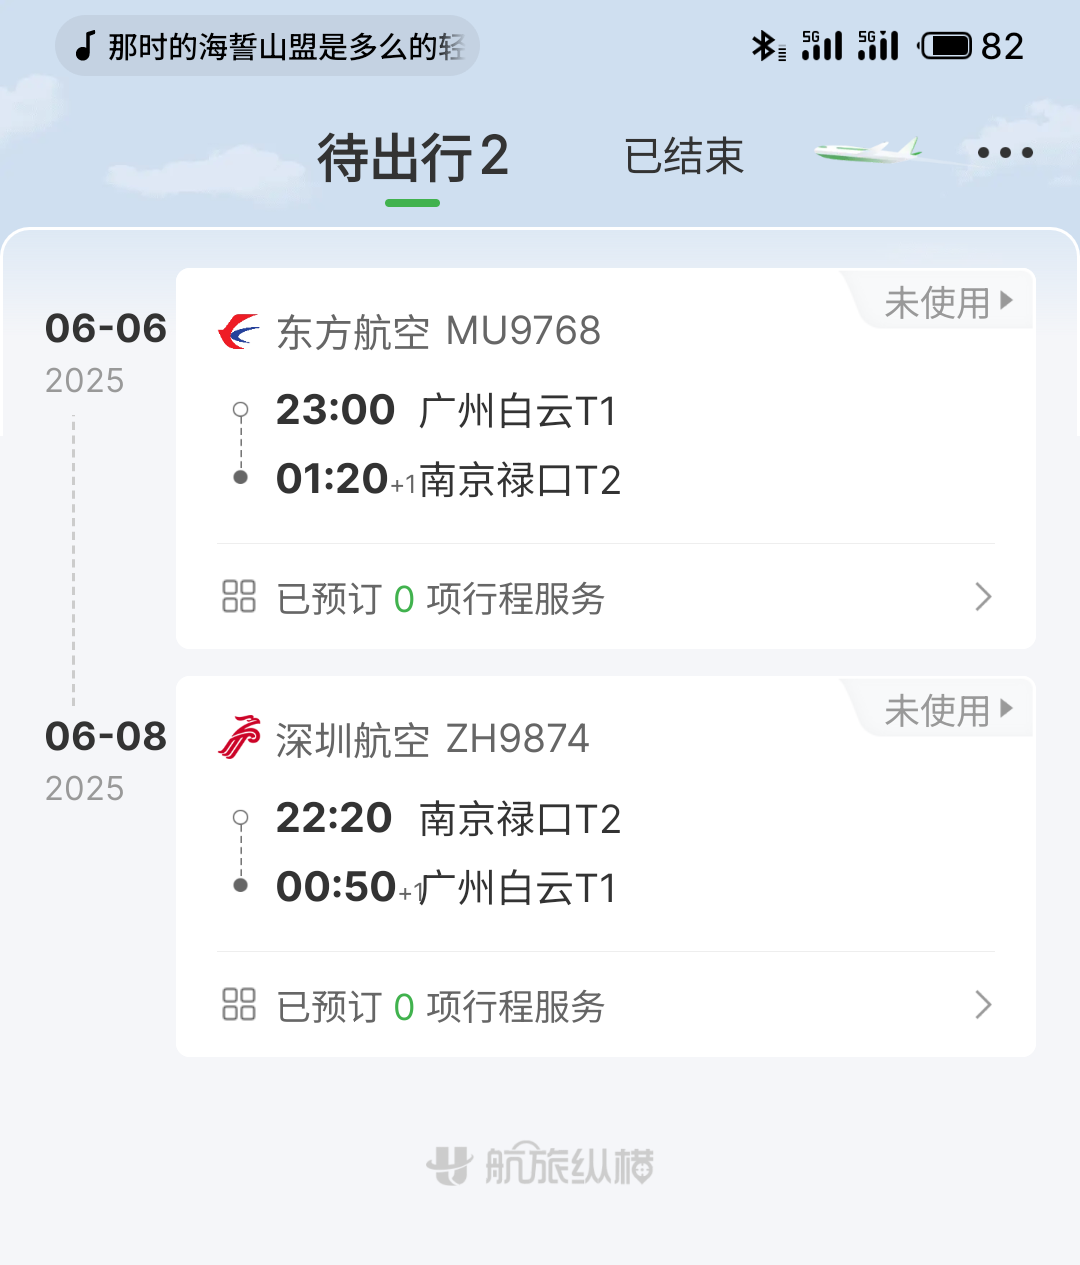 那时的海誓山盟是多么的轻
5G 5G 82
待出行2 已结束
06-06
2025
未使用
东方航空 MU9768
23:00 广州白云T1
01:20+1南京禄口T2
已预订 0 项行程服务
06-08
2025
未使用
深圳航空 ZH9874
22:20 南京禄口T2
00:50+1广州白云T1
已预订 0 项行程服务
航旅纵横